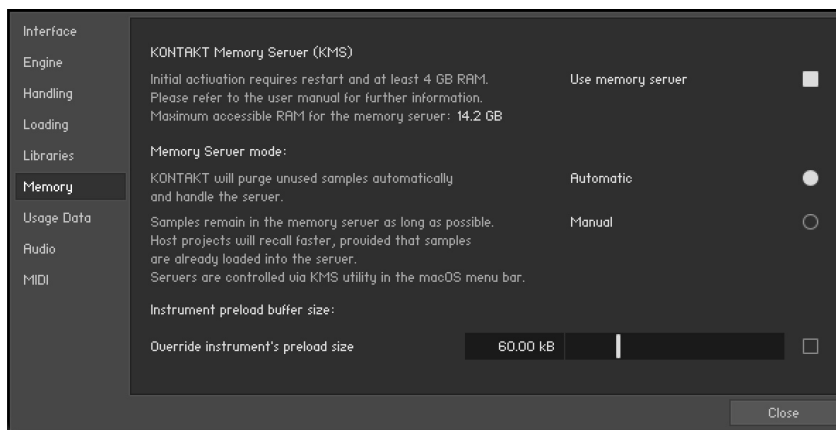 Interface
Engine
Handling
Loading
Libraries
Memory
Usage Data
Audio
MIDI
KONTAKT Memory Server (KMS)
Initial activation requires restart and at least 4 GB RAM.
Please refer to the user manual for further information.
Maximum accessible RAM for the memory server: 14.2 GB
Use memory server
Memory Server mode:
KONTAKT will purge unused samples automatically
and handle the server.
Automatic
Samples remain in the memory server as long as possible.
Host projects will recall faster, provided that samples
are already loaded into the server.
Servers are controlled via KMS utility in the macOS menu bar.
Manual
Instrument preload buffer size:
Override instrument's preload size
60.00 kB
Close